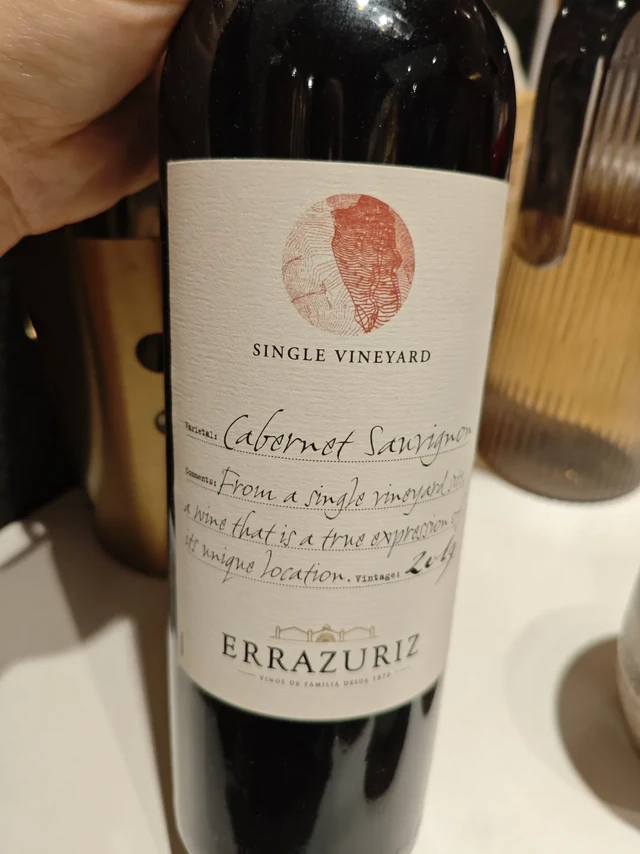 SINGLE VINEYARD
Varietal: Cabernet Sauvignon
Comments: From a single vineyard
a wine that is a true expression
its unique location. Vintage: 2019
ERRAZURIZ
VINOS DE FAMILIA DESDE 1870